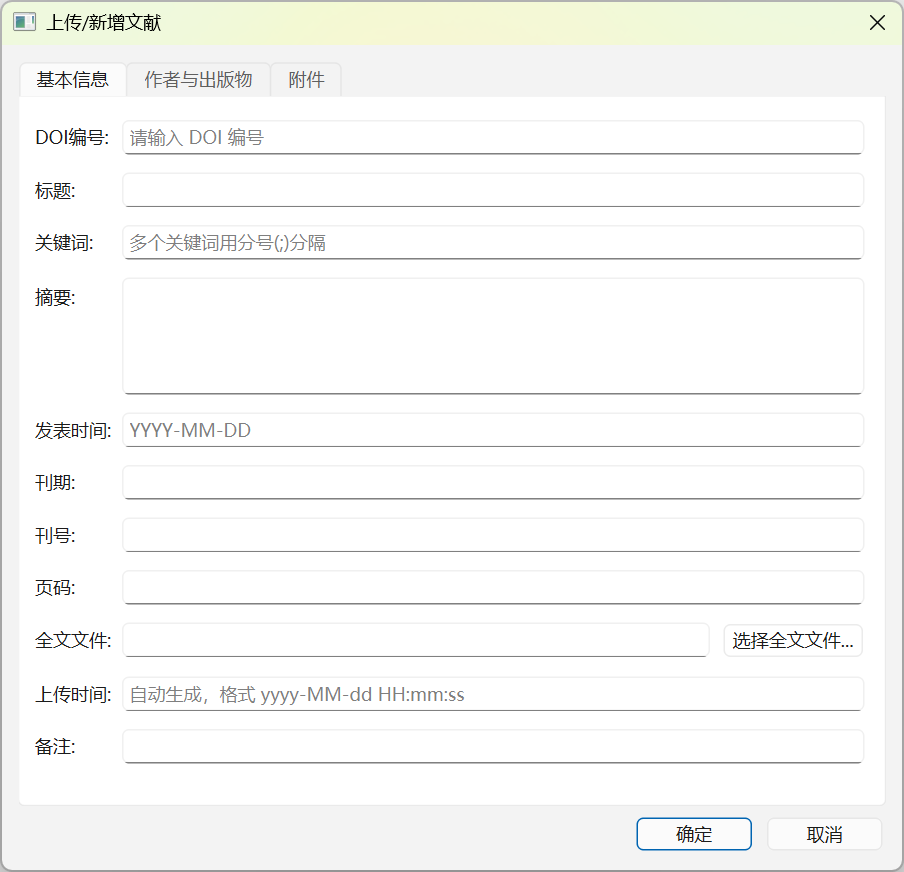 上传/新增文献
基本信息 作者与出版物 附件
DOI编号: 请输入 DOI 编号
标题:
关键词: 多个关键词用分号(;)分隔
摘要:
发表时间: YYYY-MM-DD
刊期:
刊号:
页码:
全文文件: 选择全文文件...
上传时间: 自动生成，格式 yyyy-MM-dd HH:mm:ss
备注:
确定 取消